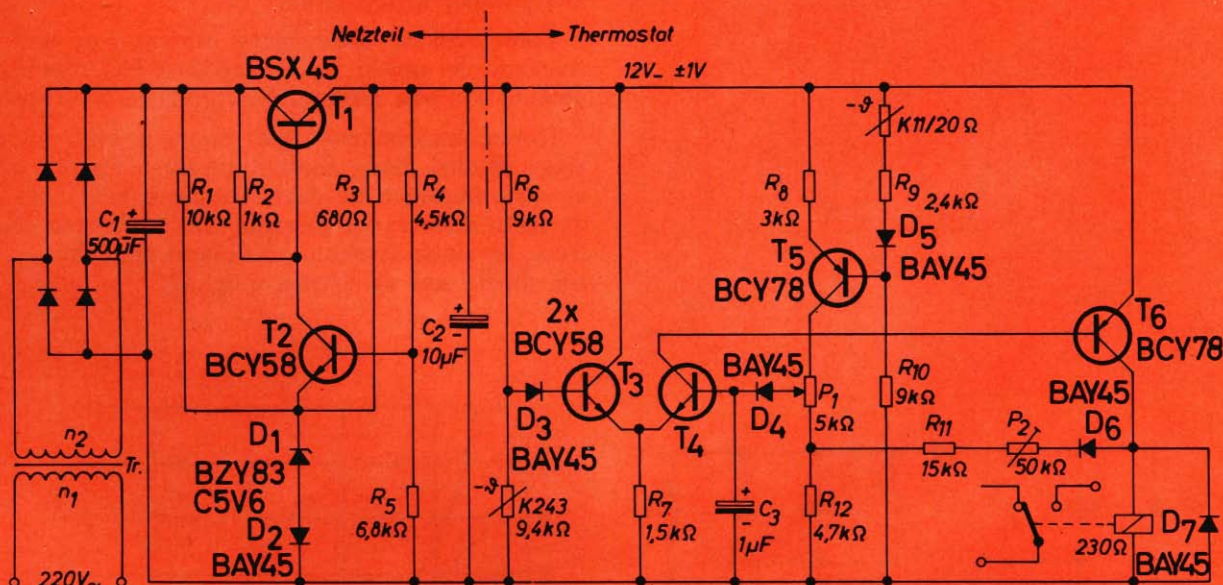 Netzteil
Thermostat
BSX 45
T1
12V_ ±1V
-ϑ
K11/20 Ω
R1
10kΩ
R2
1kΩ
R3
680Ω
R4
4,5kΩ
R6
9kΩ
R8
3kΩ
R9
2,4kΩ
C1
+
500µF
D5
BAY45
T5
BCY78
T2
BCY58
C2
+
-
10µF
2x
BCY58
T3
T4
BAY45
D4
D3
BAY45
P1
5kΩ
R10
9kΩ
T6
BCY78
BAY45
D6
R11
15kΩ
P2
50kΩ
n2
Tr.
n1
D1
BZY83
C5V6
D2
BAY45
R5
6,8kΩ
-ϑ
K243
9,4kΩ
R7
1,5kΩ
C3
+
-
1µF
R12
4,7kΩ
230Ω
D7
BAY45
220V~